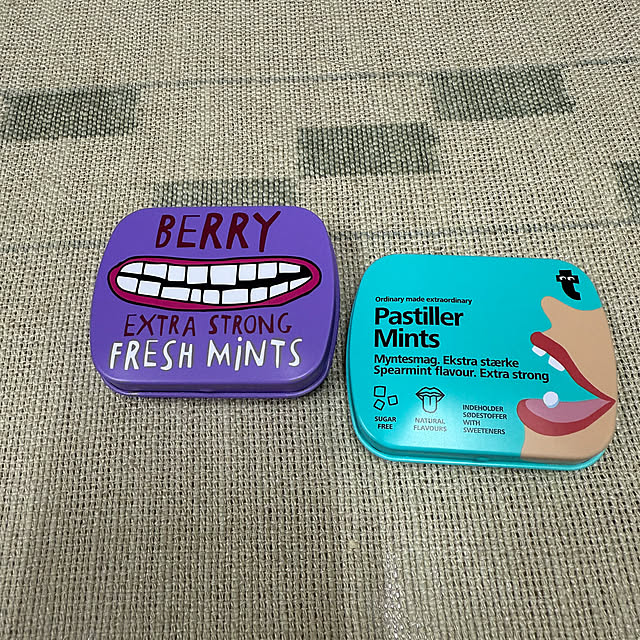 BERRY
EXTRA STRONG
FRESH MiNTS
Ordinary made extraordinary
Pastiller
Mints
Myntesmag. Ekstra stærke
Spearmint flavour. Extra strong
SUGAR
FREE
NATURAL
FLAVOURS
INDEHOLDER
SØDESTOFFER
WITH
SWEETENERS